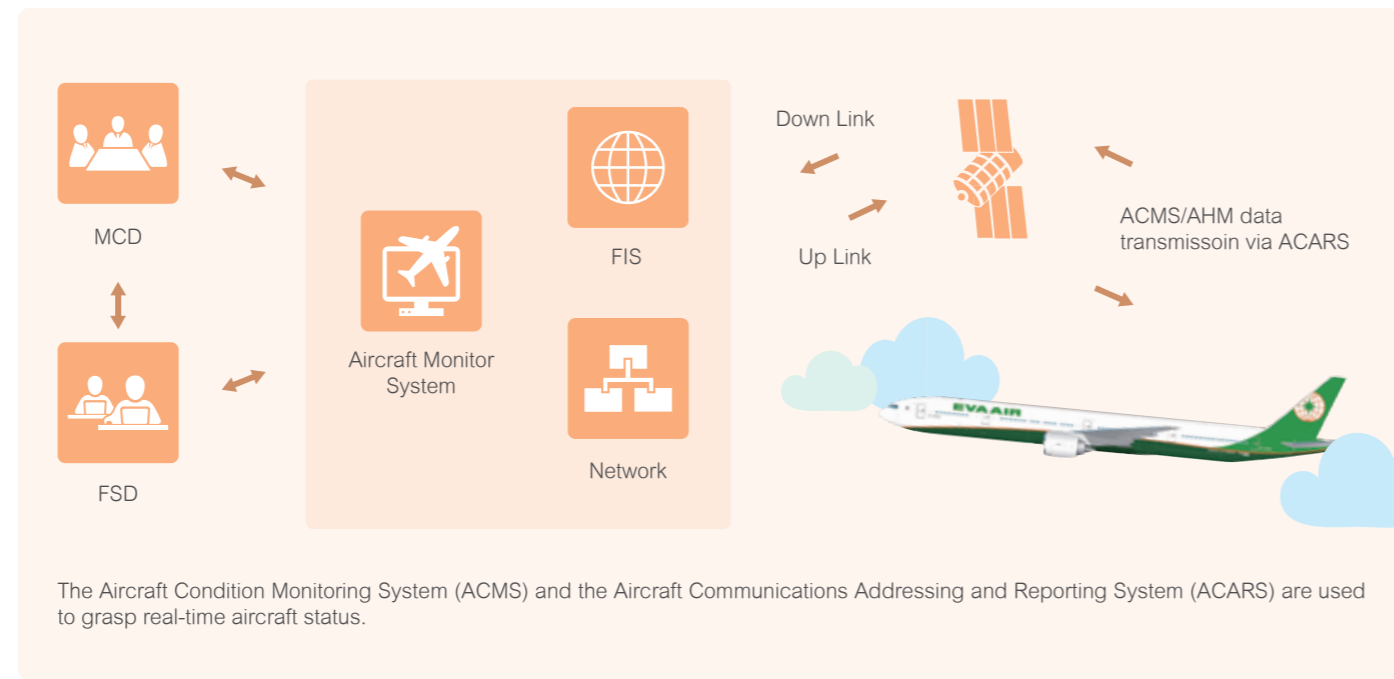 MCD
FSD
Aircraft Monitor
System
FIS
Network
Down Link
Up Link
ACMS/AHM data
transmissoin via ACARS
EVA AIR
The Aircraft Condition Monitoring System (ACMS) and the Aircraft Communications Addressing and Reporting System (ACARS) are used
to grasp real-time aircraft status.